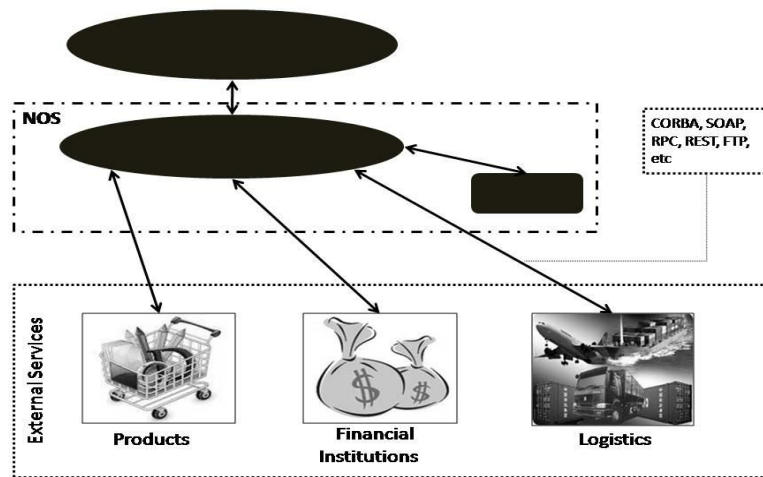 NOS
CORBA, SOAP,
RPC, REST, FTP,
etc
External Services
Products
Financial
Institutions
Logistics